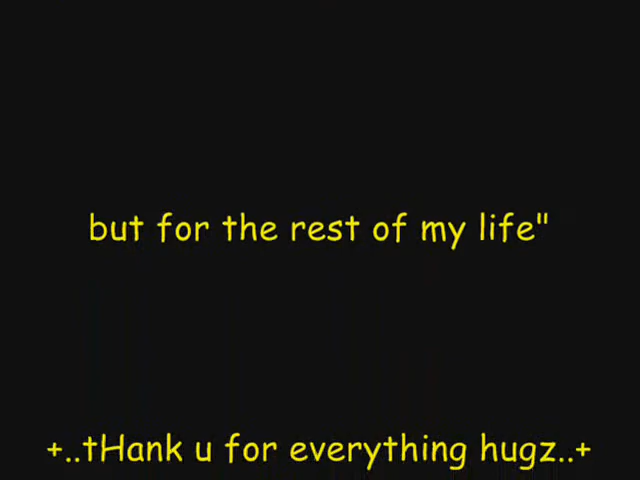 but for the rest of my life"
+..tHank u for everything hugz..+